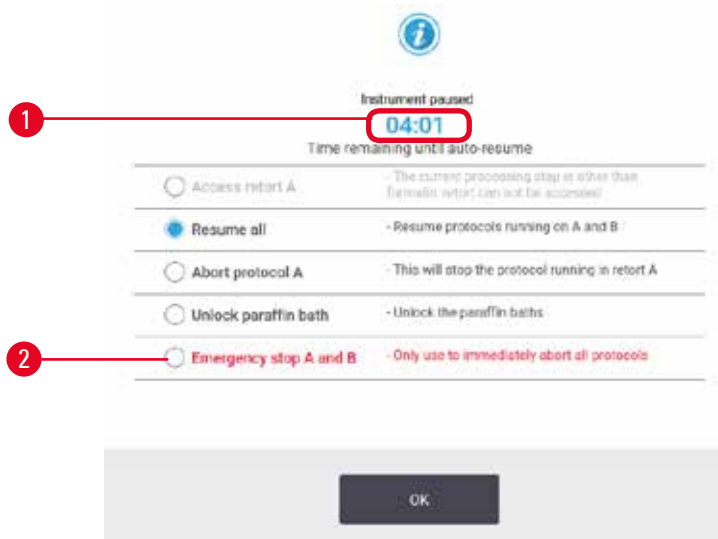 Instrument paused
1
04:01
Time remaining until auto-resume
Access retort A
- The current processing step is other than
formalin retort can not be accessed
Resume all
- Resume protocols running on A and B
Abort protocol A
- This will stop the protocol running in retort A
Unlock paraffin bath
- Unlock the paraffin baths
2
Emergency stop A and B
- Only use to immediately abort all protocols
OK